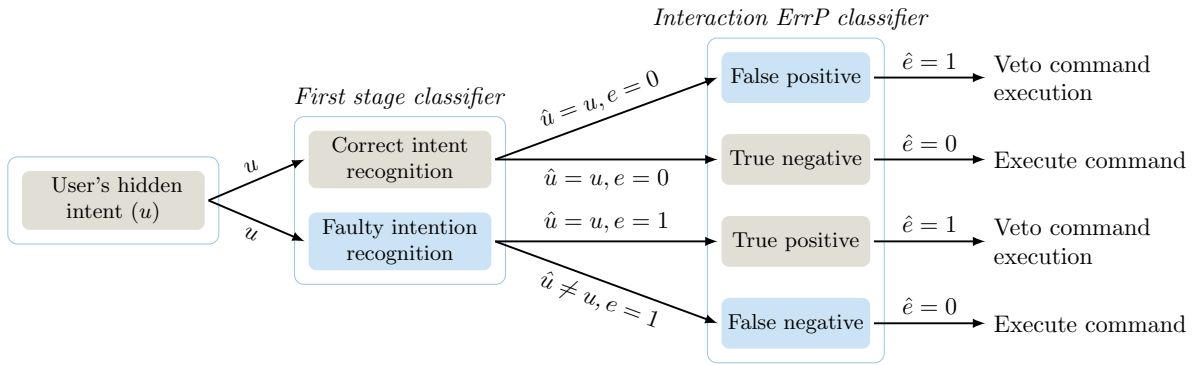 Interaction ErrP classifier
First stage classifier
User's hidden
intent (u)
u
u
Correct intent
recognition
Faulty intention
recognition
û = u, e = 0
û = u, e = 0
û = u, e = 1
û ≠ u, e = 1
False positive
True negative
True positive
False negative
ê = 1
ê = 0
ê = 1
ê = 0
Veto command
execution
Execute command
Veto command
execution
Execute command